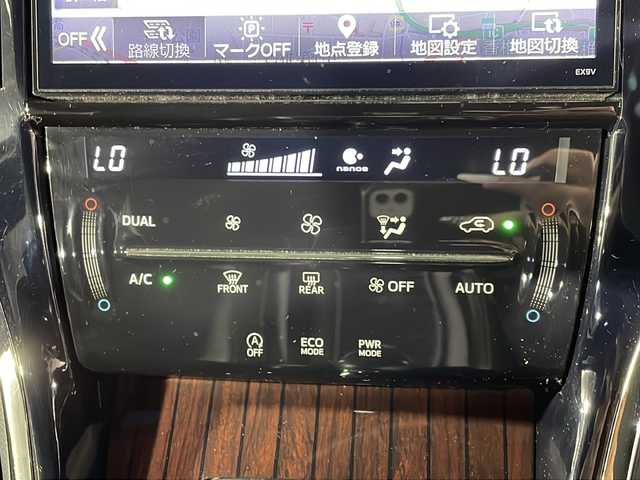 OFF 路線切換 マークOFF 地点登録 地図設定 地図切換
EX9V
LO nanoe LO
DUAL
A/C FRONT REAR OFF AUTO
A OFF ECO MODE PWR MODE